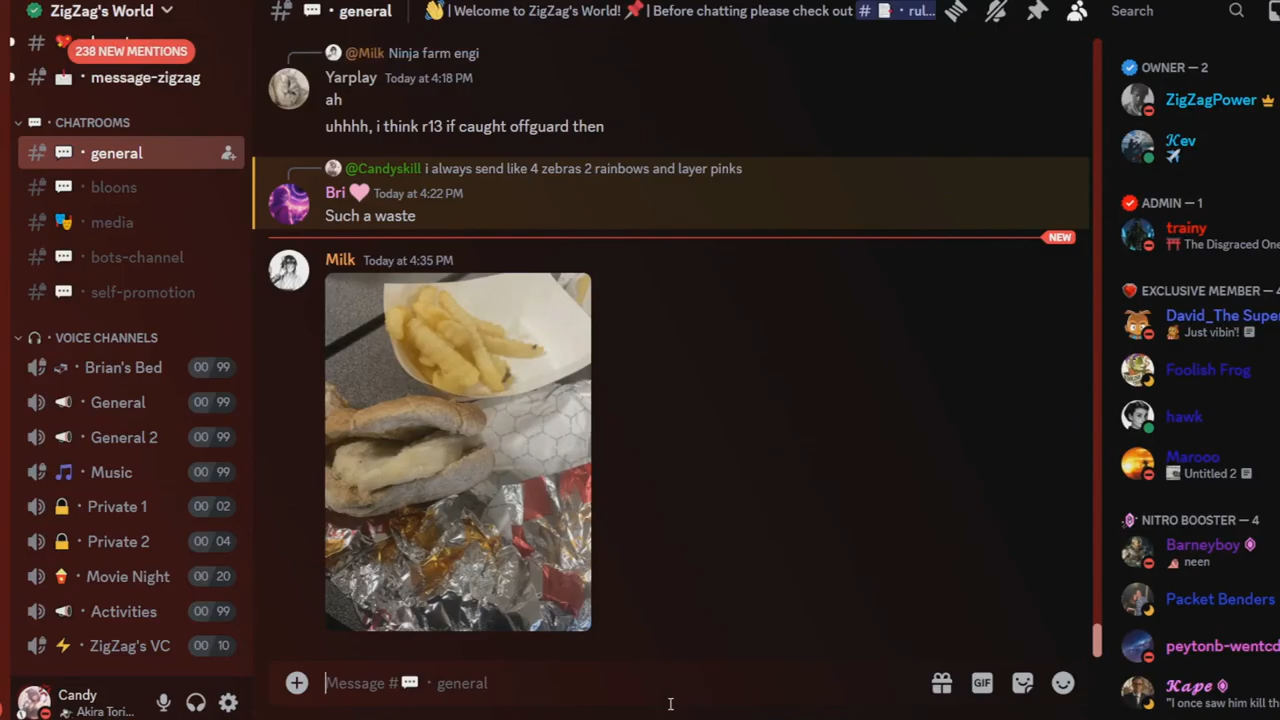 ZigZag's World
238 NEW MENTIONS
message-zigzag
CHATROOMS
general
bloons
media
bots-channel
self-promotion
VOICE CHANNELS
Brian's Bed 00 99
General 00 99
General 2 00 99
Music 00 99
Private 1 00 02
Private 2 00 04
Movie Night 00 20
Activities 00 99
ZigZag's VC 00 10
Candy
Akira Tori...
# general | Welcome to ZigZag's World! | Before chatting please check out # rul...
Search
@Milk Ninja farm engi
Yarplay Today at 4:18 PM
ah
uhhhh, i think r13 if caught offguard then
@Candyskill i always send like 4 zebras 2 rainbows and layer pinks
Bri Today at 4:22 PM
Such a waste
NEW
Milk Today at 4:35 PM
Message # general
GIF
OWNER — 2
ZigZagPower
Kev
ADMIN — 1
trainy
The Disgraced One
EXCLUSIVE MEMBER — 4
David_The Super
Just vibin'!
Foolish Frog
hawk
Marooo
Untitled 2
NITRO BOOSTER — 4
Barneyboy
neen
Packet Benders
peytonb-wentcd
Kape
"I once saw him kill th